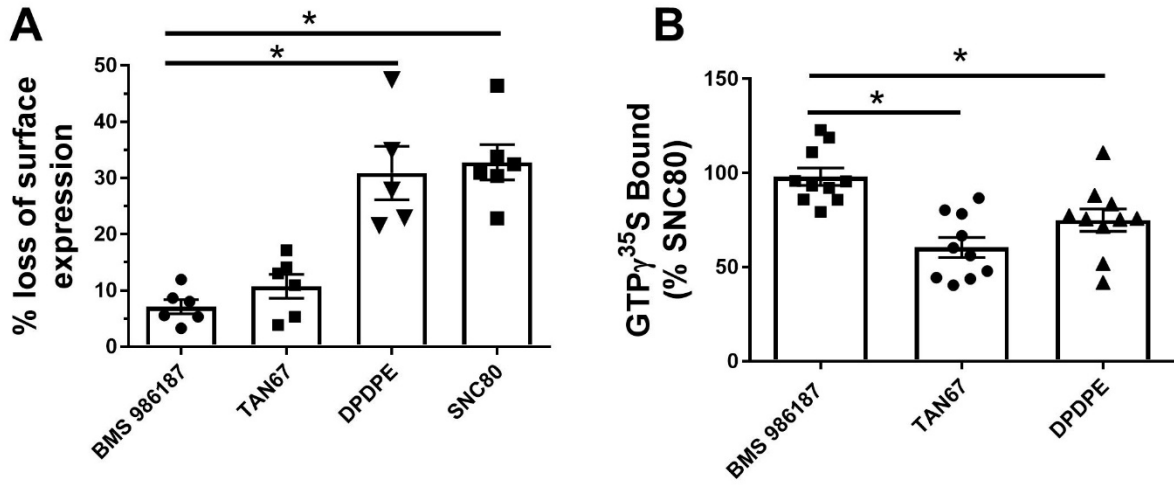 A
*
*
% loss of surface
expression
50
40
30
20
10
0
BMS 986187
TAN67
DPDPE
SNC80
B
*
*
GTPγ³⁵S Bound
(% SNC80)
150
100
50
0
BMS 986187
TAN67
DPDPE